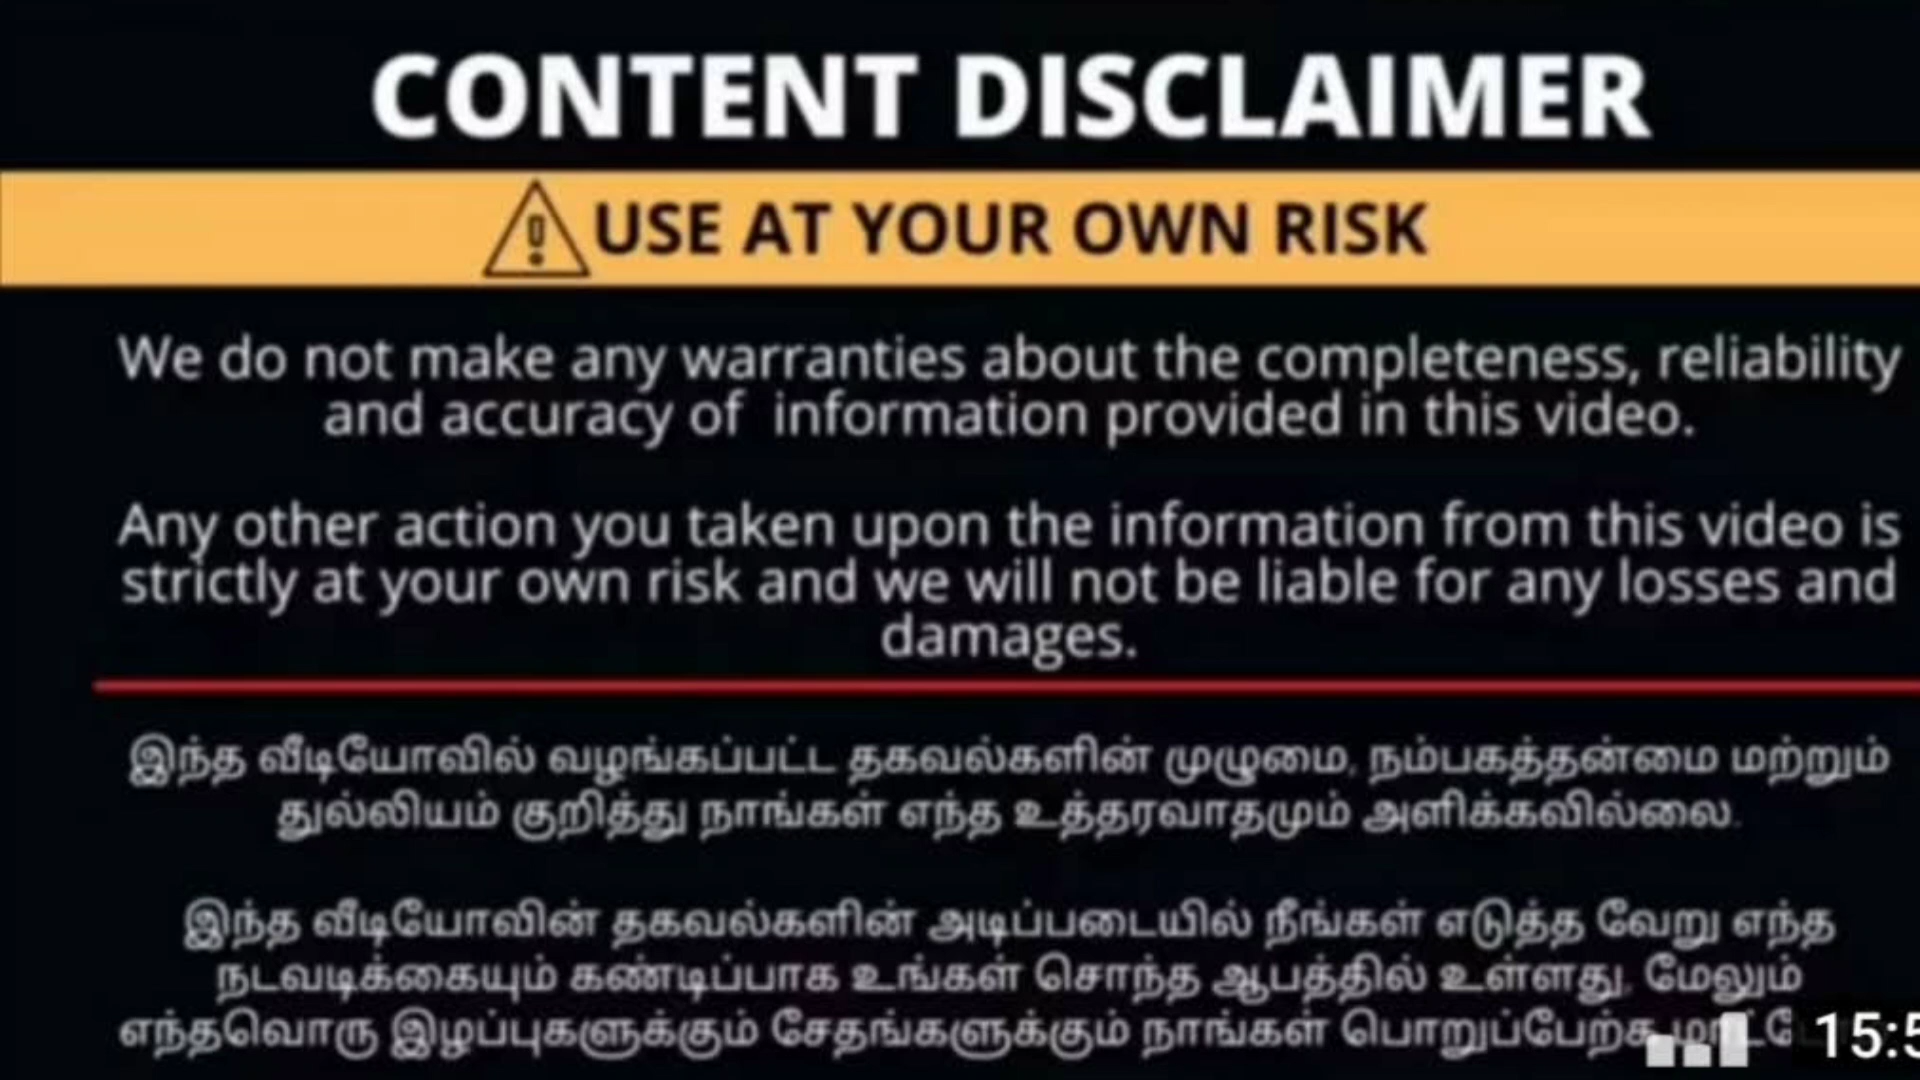 CONTENT DISCLAIMER
USE AT YOUR OWN RISK
We do not make any warranties about the completeness, reliability
and accuracy of information provided in this video.
Any other action you taken upon the information from this video is
strictly at your own risk and we will not be liable for any losses and
damages.
இந்த வீடியோவில் வழங்கப்பட்ட தகவல்களின் முழுமை, நம்பகத்தன்மை மற்றும்
துல்லியம் குறித்து நாங்கள் எந்த உத்தரவாதமும் அளிக்கவில்லை.
இந்த வீடியோவின் தகவல்களின் அடிப்படையில் நீங்கள் எடுத்த வேறு எந்த
நடவடிக்கையும் கண்டிப்பாக உங்கள் சொந்த ஆபத்தில் உள்ளது, மேலும்
எந்தவொரு இழப்புகளுக்கும் சேதங்களுக்கும் நாங்கள் பொறுப்பேற்க
15:5